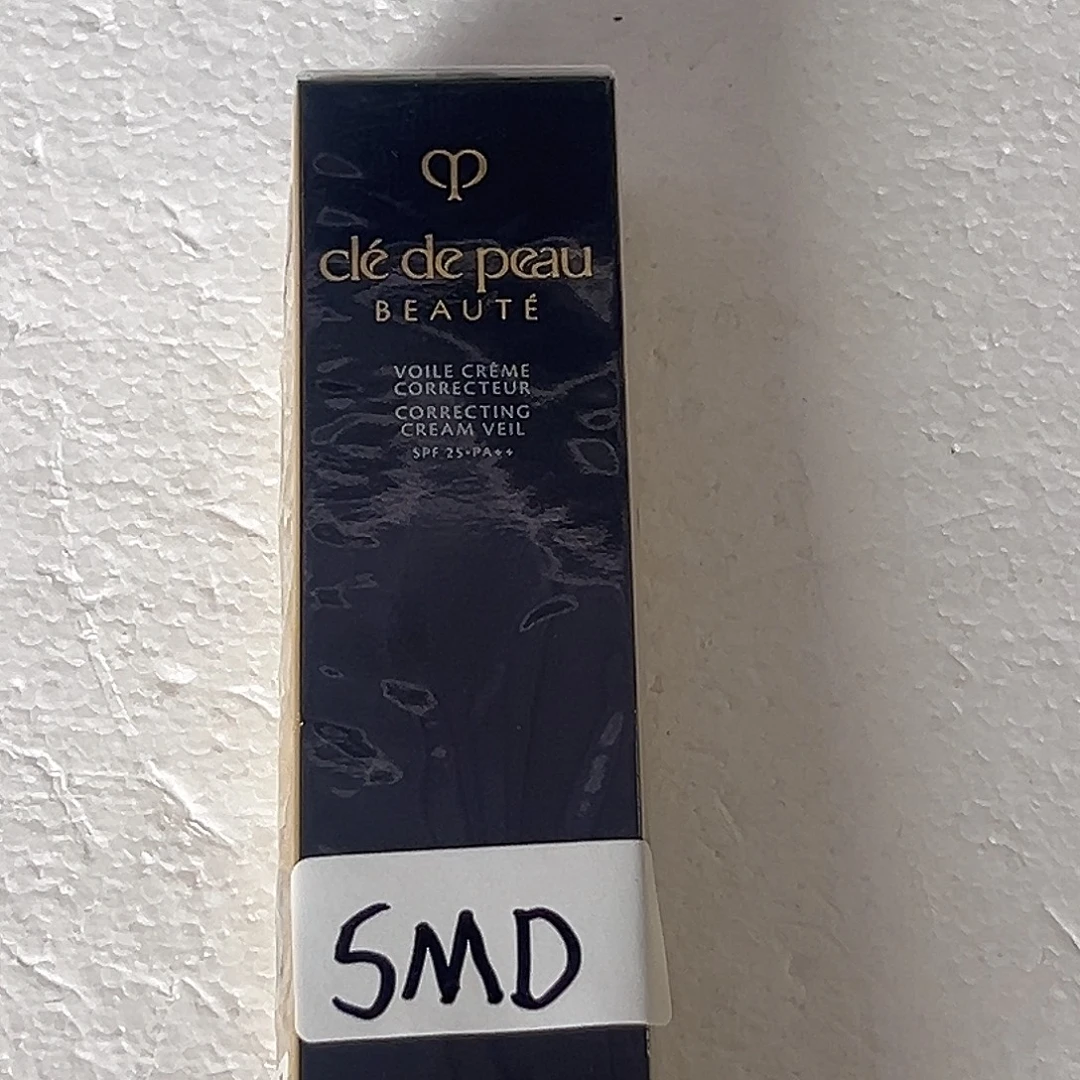 clé de peau
BEAUTÉ
VOILE CRÈME
CORRECTEUR
CORRECTING
CREAM VEIL
SPF 25•PA++
SMD